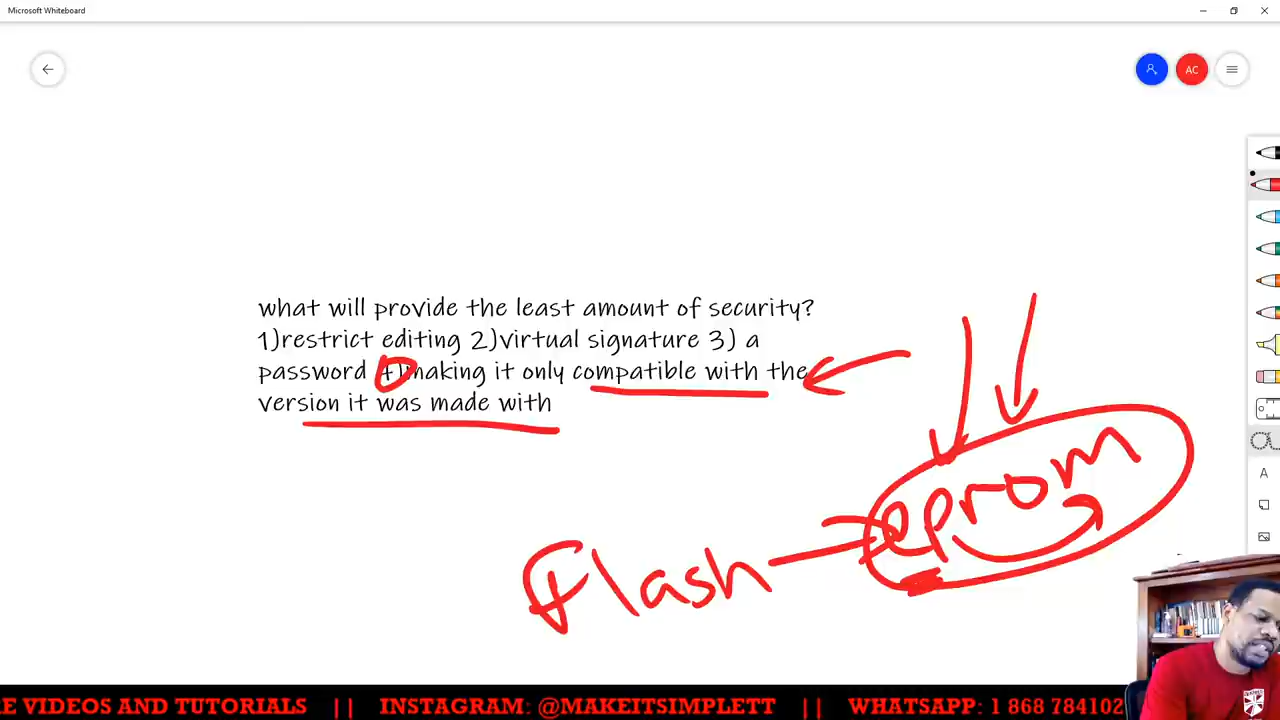 Microsoft Whiteboard
AC
what will provide the least amount of security?
1)restrict editing 2)virtual signature 3) a
password 4)making it only compatible with the
version it was made with
eprom
flash
A
RE VIDEOS AND TUTORIALS || INSTAGRAM: @MAKEITSIMPLETT || WHATSAPP: 1 868 784102